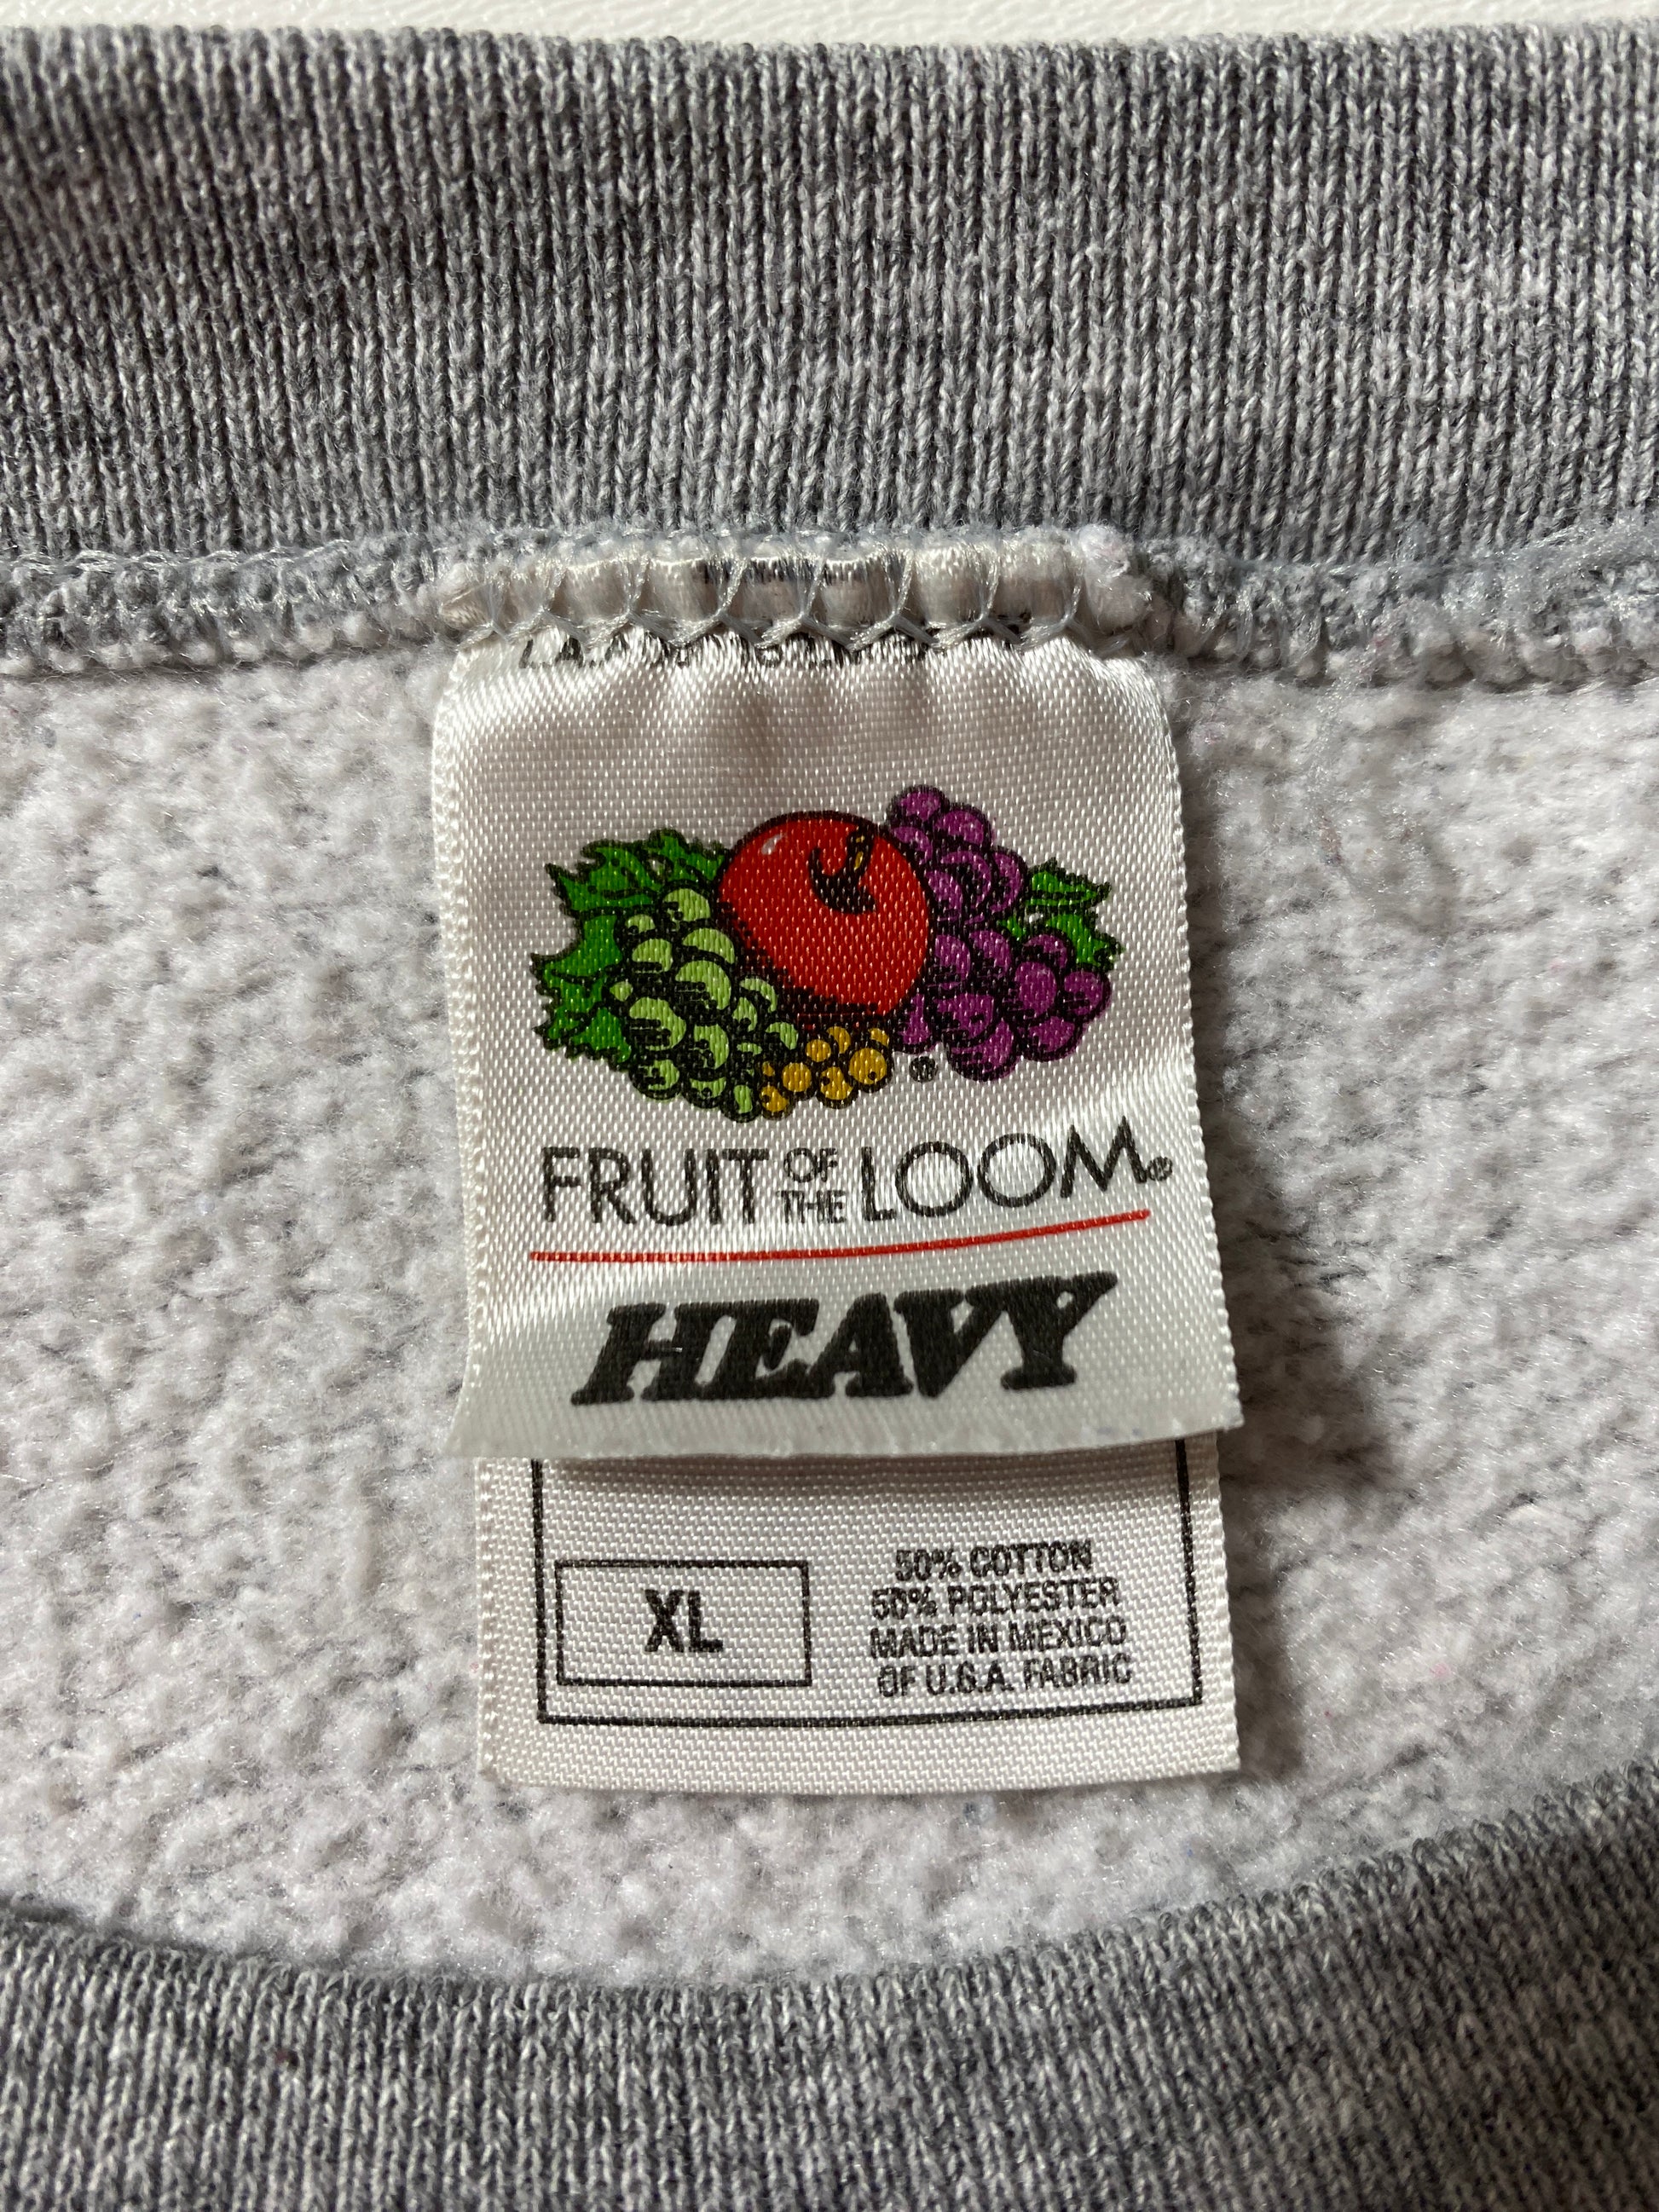 ®
FRUIT OF THE LOOM®
HEAVY
XL
50% COTTON
50% POLYESTER
MADE IN MEXICO
OF U.S.A. FABRIC